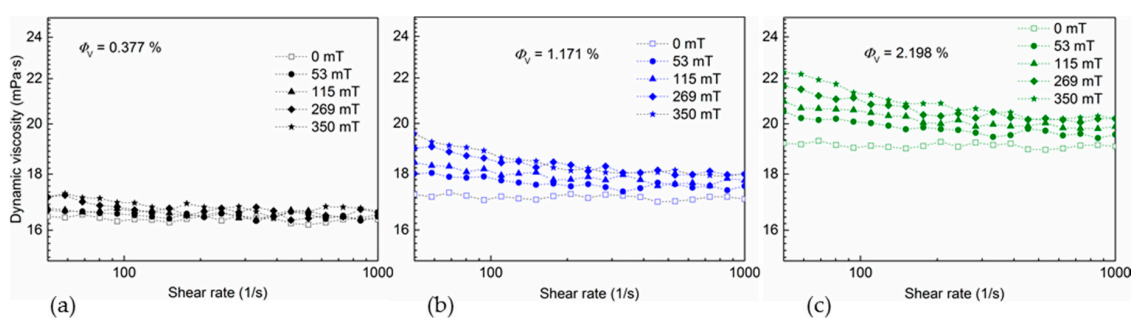 ΦV = 0.377 %
0 mT
53 mT
115 mT
269 mT
350 mT
Dynamic viscosity (mPa·s)
24
22
20
18
16
100
1000
Shear rate (1/s)
(a)
ΦV = 1.171 %
0 mT
53 mT
115 mT
269 mT
350 mT
24
22
20
18
16
100
1000
Shear rate (1/s)
(b)
ΦV = 2.198 %
0 mT
53 mT
115 mT
269 mT
350 mT
24
22
20
18
16
100
1000
Shear rate (1/s)
(c)